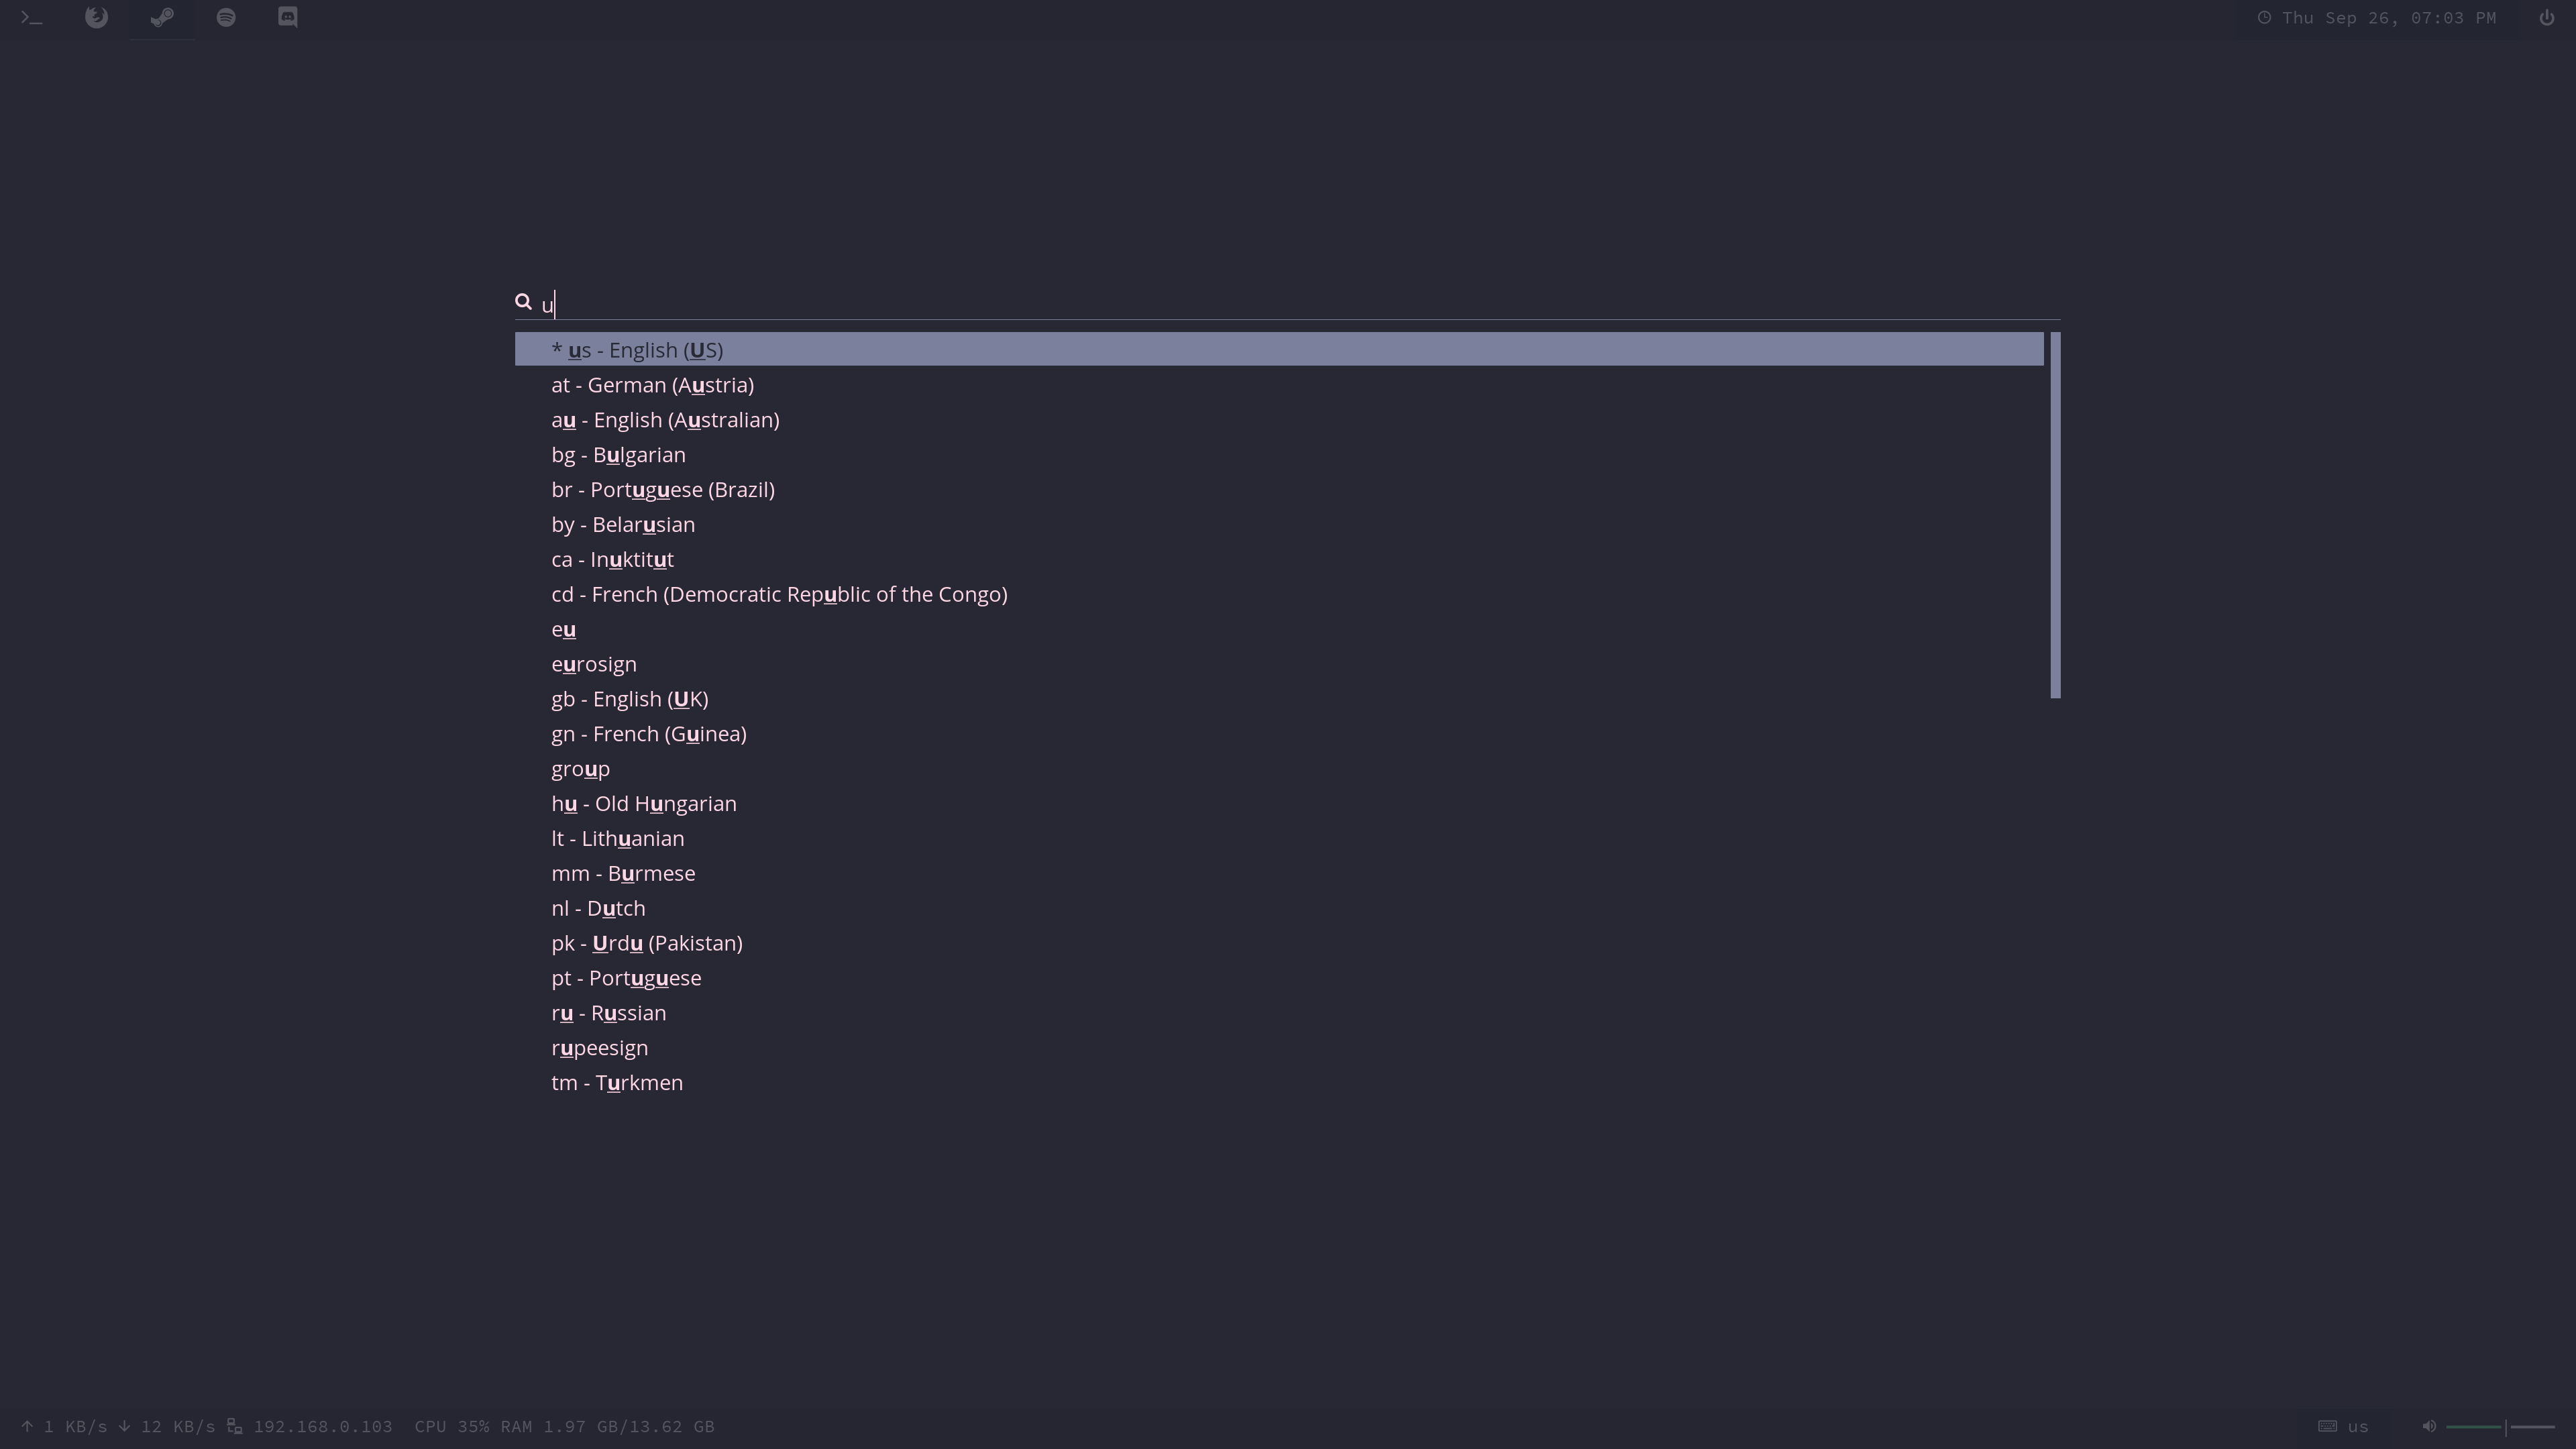 Thu Sep 26, 07:03 PM
u
* us - English (US)
at - German (Austria)
au - English (Australian)
bg - Bulgarian
br - Portuguese (Brazil)
by - Belarusian
ca - Inuktitut
cd - French (Democratic Republic of the Congo)
eu
eurosign
gb - English (UK)
gn - French (Guinea)
group
hu - Old Hungarian
lt - Lithuanian
mm - Burmese
nl - Dutch
pk - Urdu (Pakistan)
pt - Portuguese
ru - Russian
rupeesign
tm - Turkmen
↑ 1 KB/s ↓ 12 KB/s 192.168.0.103 CPU 35% RAM 1.97 GB/13.62 GB us